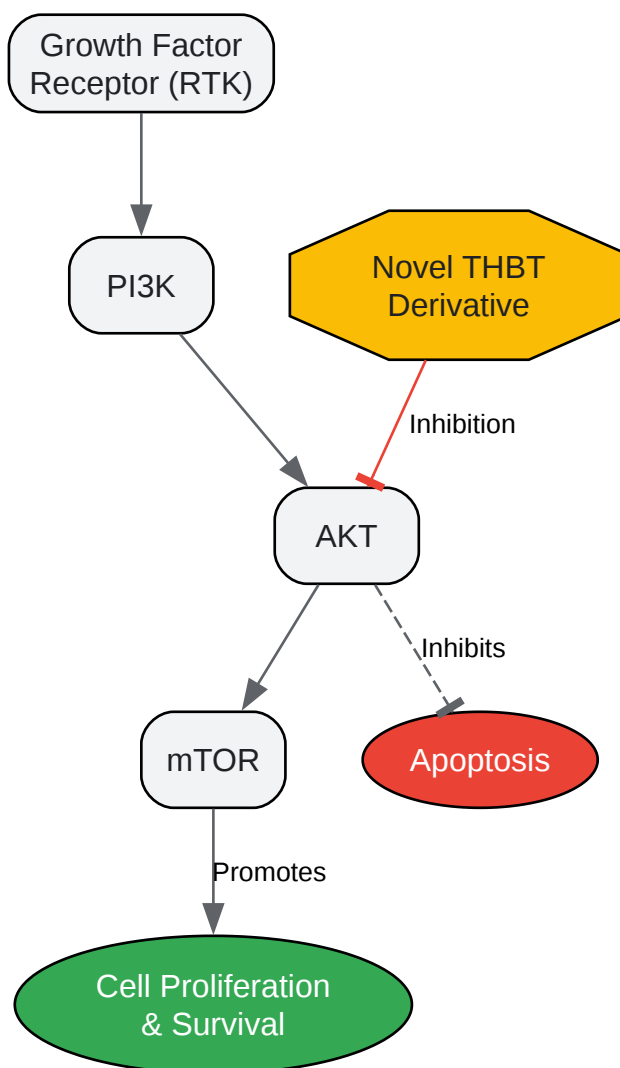 Growth Factor
Receptor (RTK)
PI3K
Novel THBT
Derivative
Inhibition
AKT
Inhibits
mTOR
Apoptosis
Promotes
Cell Proliferation
& Survival